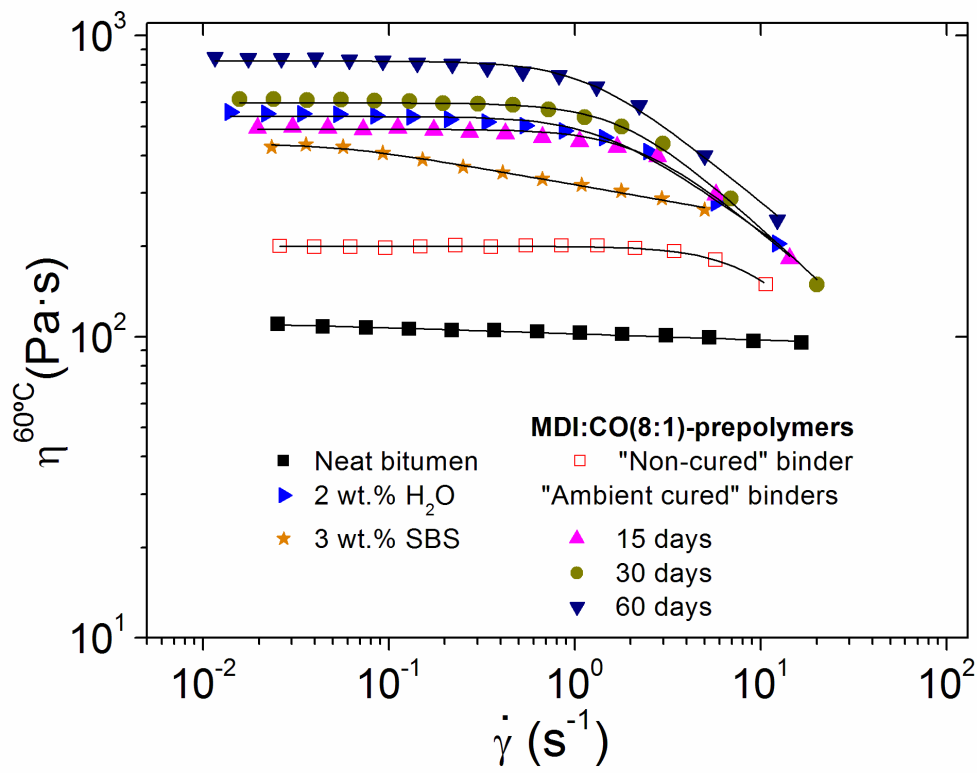 10³
10²
10¹
η⁶⁰ºC(Pa·s)
MDI:CO(8:1)-prepolymers
■ Neat bitumen
□ "Non-cured" binder
▶ 2 wt.% H₂O
"Ambient cured" binders
★ 3 wt.% SBS
▲ 15 days
● 30 days
▼ 60 days
10⁻² 10⁻¹ 10⁰ 10¹ 10²
γ̇ (s⁻¹)